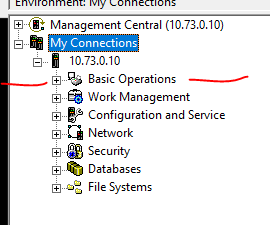 Environment: My Connections
Management Central (10.73.0.10)
My Connections
10.73.0.10
Basic Operations
Work Management
Configuration and Service
Network
Security
Databases
File Systems